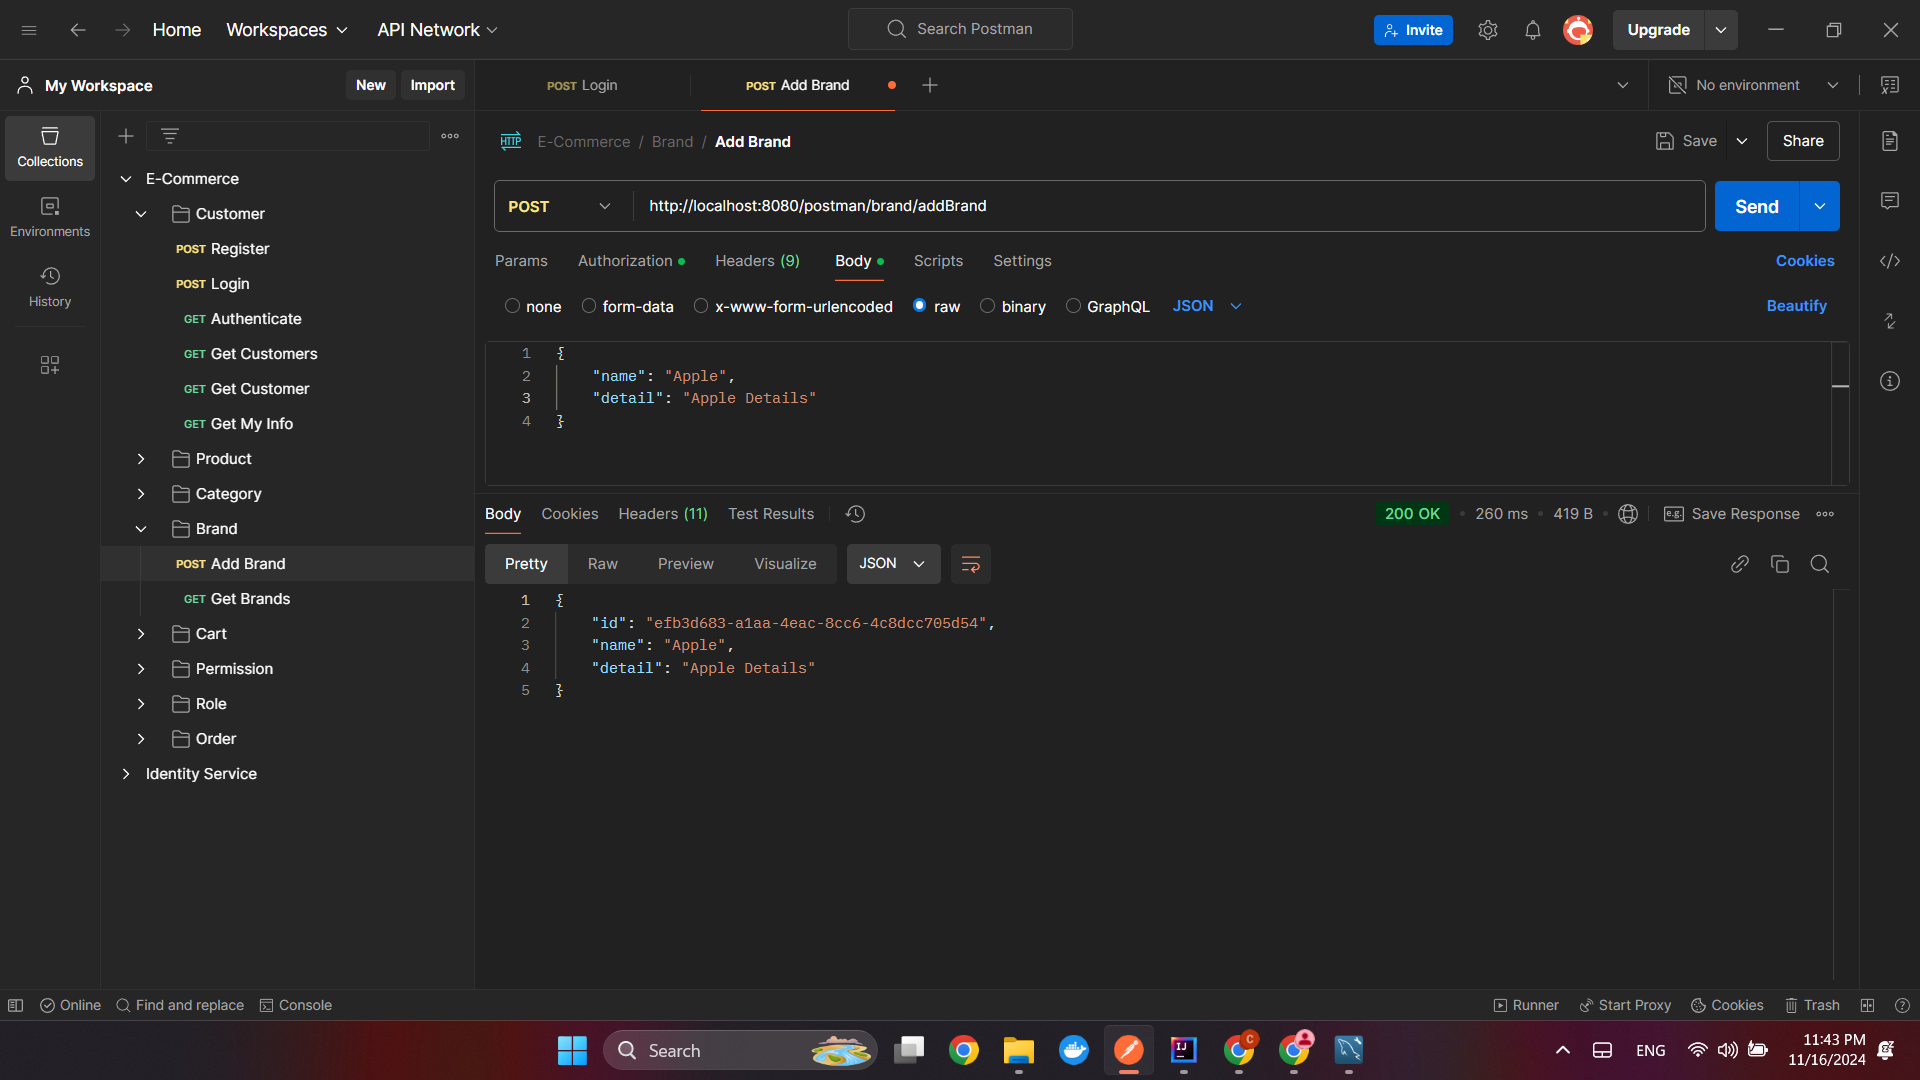 Home
Workspaces
API Network
Search Postman
Invite
Upgrade
My Workspace
New
Import
POST Login
POST Add Brand
No environment
Collections
Environments
History
E-Commerce
Customer
POST Register
POST Login
GET Authenticate
GET Get Customers
GET Get Customer
GET Get My Info
Product
Category
Brand
POST Add Brand
GET Get Brands
Cart
Permission
Role
Order
Identity Service
HTTP E-Commerce / Brand / Add Brand
Save
Share
POST http://localhost:8080/postman/brand/addBrand
Send
Params Authorization Headers (9) Body Scripts Settings
Cookies
none form-data x-www-form-urlencoded raw binary GraphQL JSON
Beautify
1 {
2 "name": "Apple",
3 "detail": "Apple Details"
4 }
Body Cookies Headers (11) Test Results
200 OK • 260 ms • 419 B •
e.g. Save Response
Pretty Raw Preview Visualize JSON
1 {
2 "id": "efb3d683-a1aa-4eac-8cc6-4c8dcc705d54",
3 "name": "Apple",
4 "detail": "Apple Details"
5 }
Online Find and replace Console
Runner Start Proxy Cookies Trash
Search
IJ
C
ENG
11:43 PM
11/16/2024